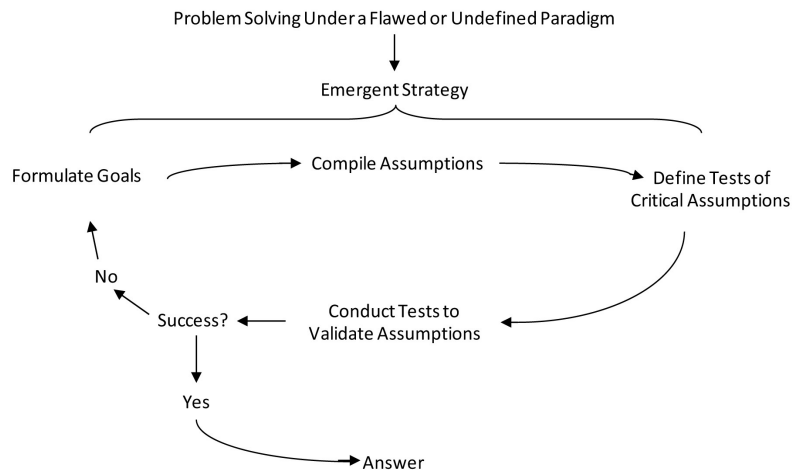 Problem Solving Under a Flawed or Undefined Paradigm
Emergent Strategy
Formulate Goals
Compile Assumptions
Define Tests of
Critical Assumptions
Conduct Tests to
Validate Assumptions
Success?
No
Yes
Answer